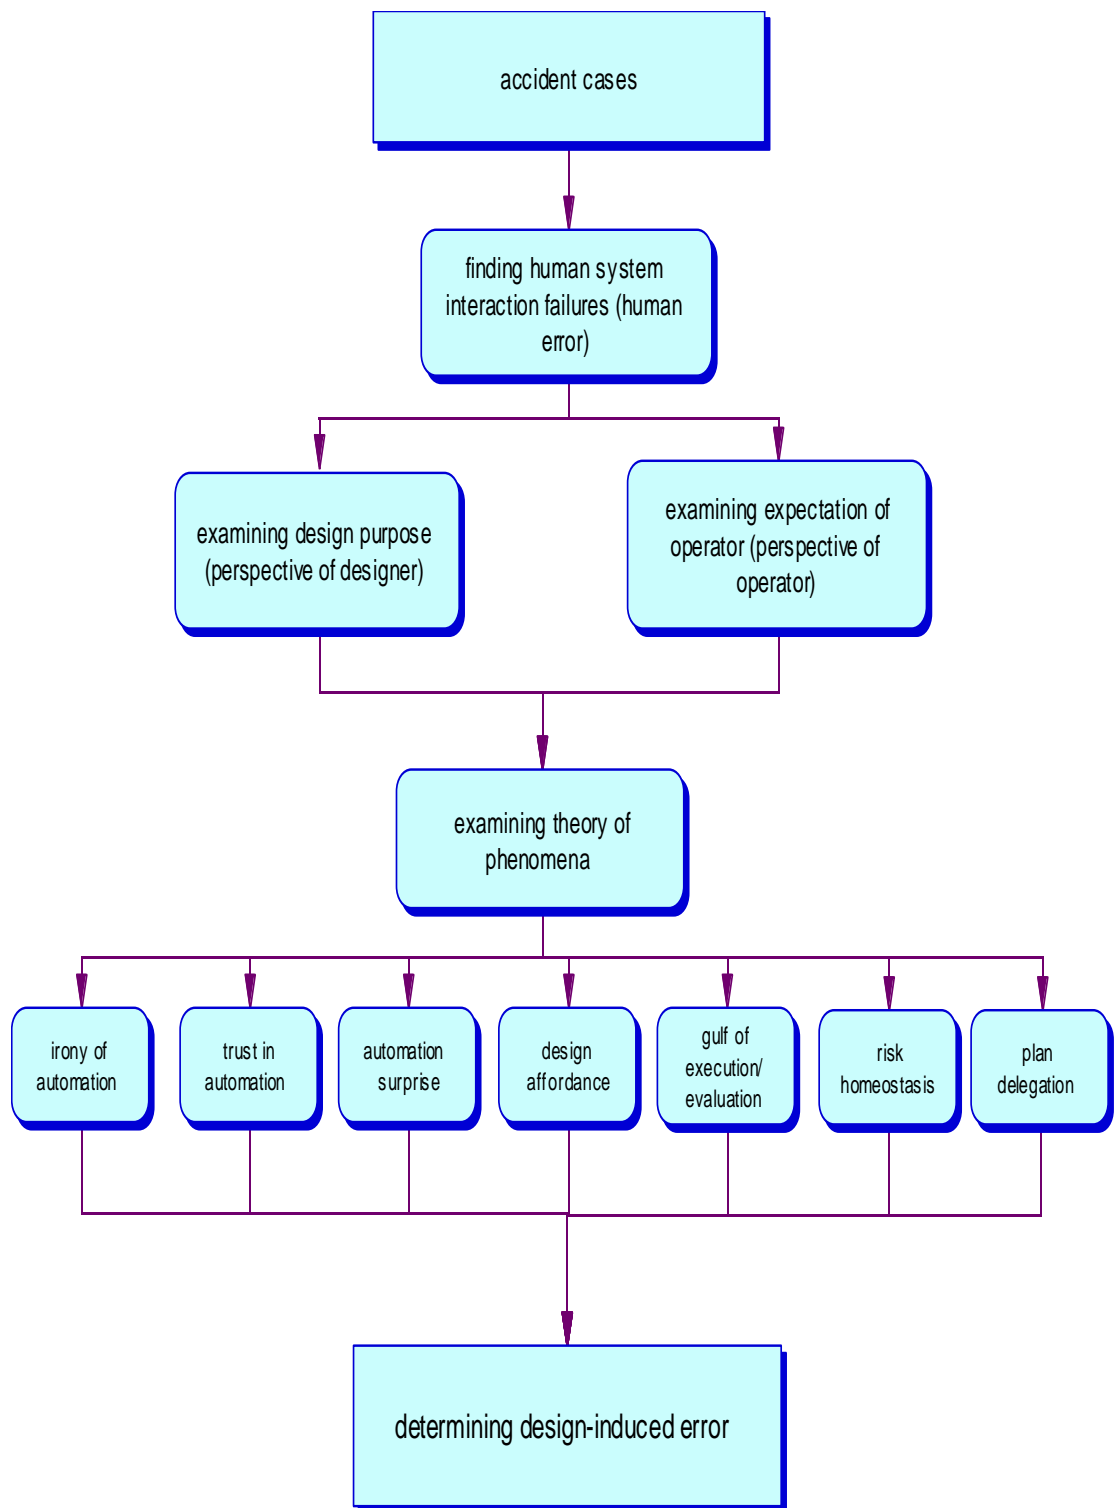 accident cases
finding human system
interaction failures (human
error)
examining design purpose
(perspective of designer)
examining expectation of
operator (perspective of
operator)
examining theory of
phenomena
irony of
automation
trust in
automation
automation
surprise
design
affordance
gulf of
execution/
evaluation
risk
homeostasis
plan
delegation
determining design-induced error